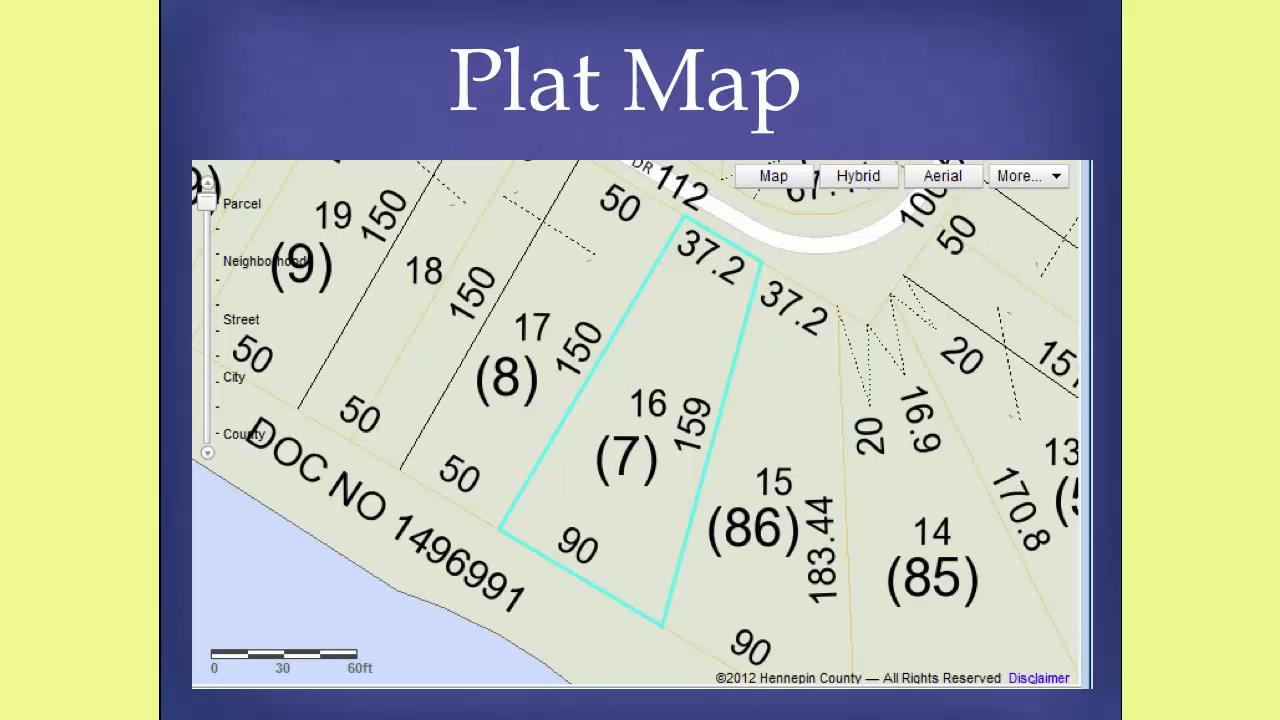 Plat Map
DR
112
Map
Hybrid
Aerial
More...
Parcel
Neighborhood
Street
City
County
19
150
(9)
18
150
50
50
37.2
37.2
100
50
17
150
(8)
50
50
16
159
(7)
50
90
20
16.9
20
15
(86)
183.44
170.8
13
14
(85)
90
DOC NO 1496991
0
30
60ft
©2012 Hennepin County — All Rights Reserved
Disclaimer